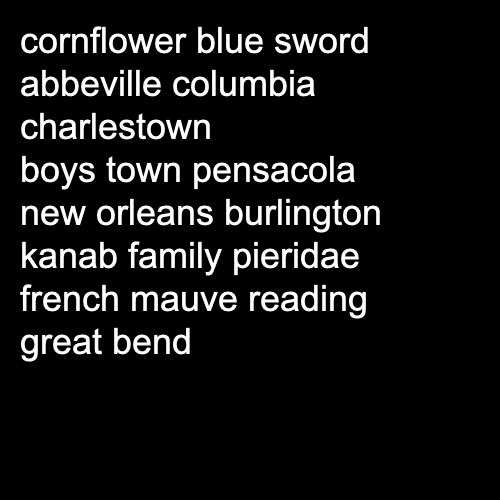 cornflower blue sword
abbeville columbia
charlestown
boys town pensacola
new orleans burlington
kanab family pieridae
french mauve reading
great bend